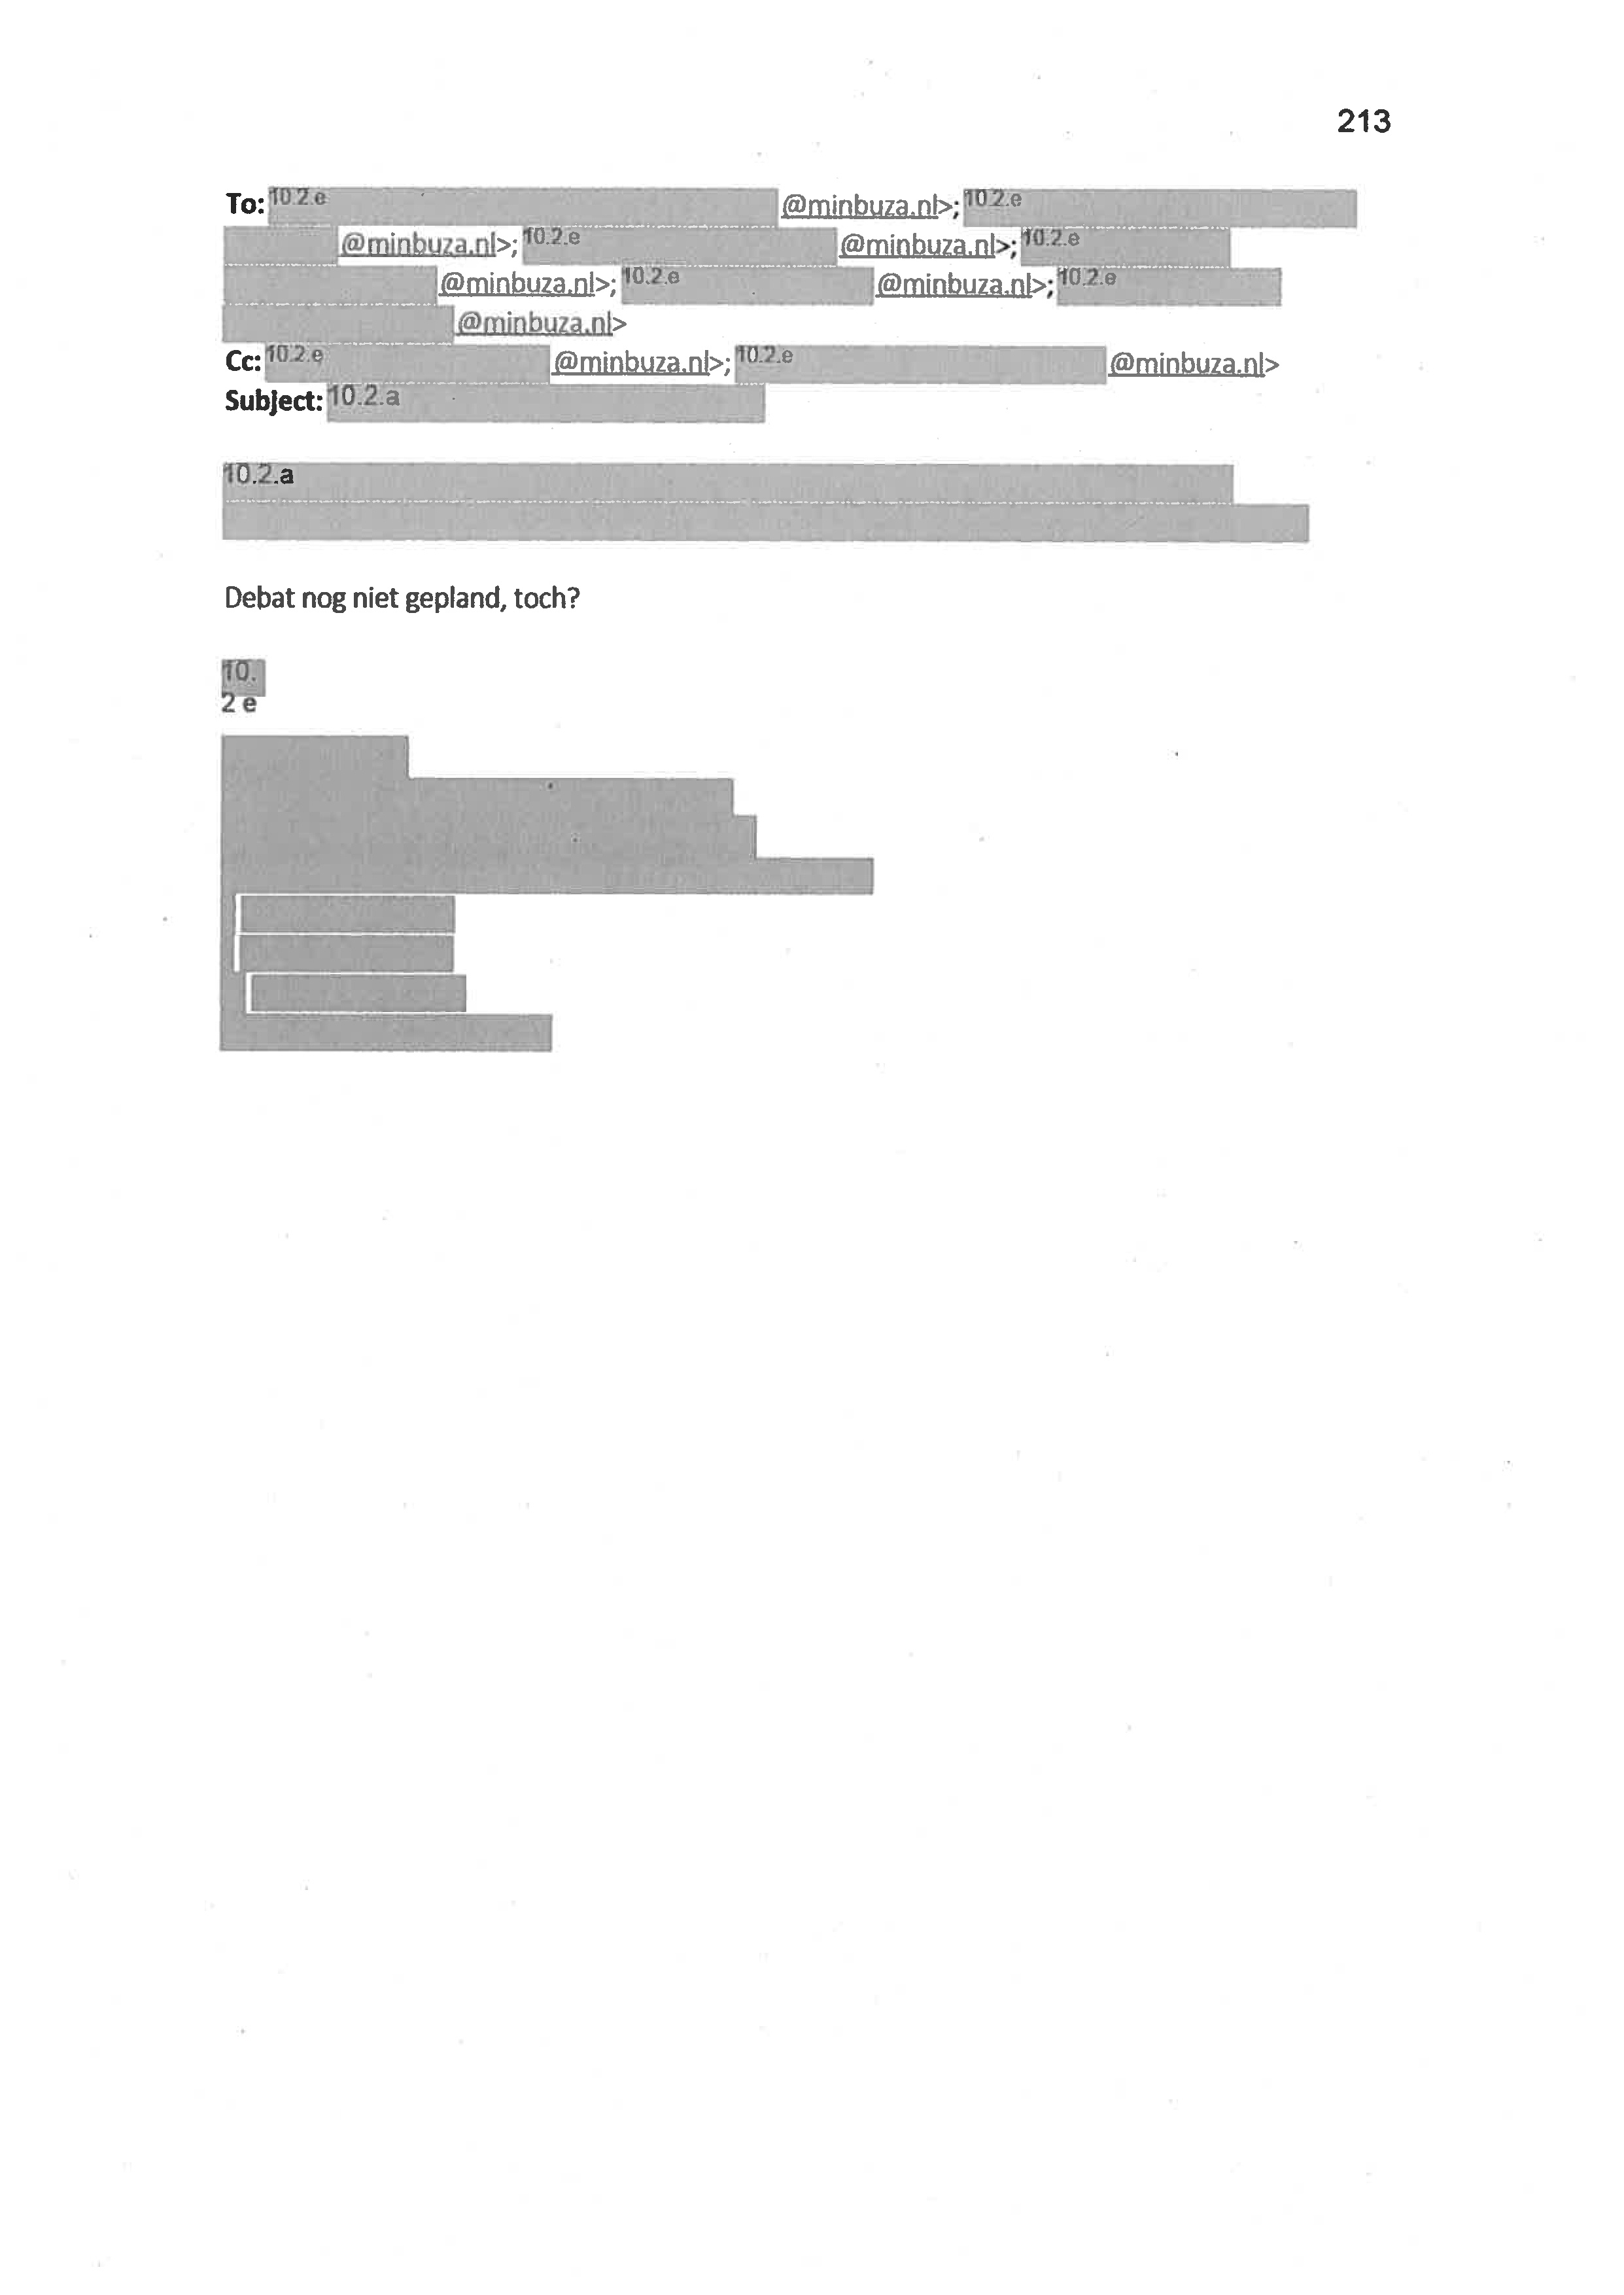 213
To: 10.2.e @minbuza.nl>; 10.2.e
@minbuza.nl>; 10.2.e @minbuza.nl>; 10.2.e
@minbuza.nl>; 10.2.e @minbuza.nl>; 10.2.e
@minbuza.nl>
Cc: 10.2.e @minbuza.nl>; 10.2.e @minbuza.nl>
Subject: 10.2.a
10.2.a
Debat nog niet gepland, toch?
10.
2 e